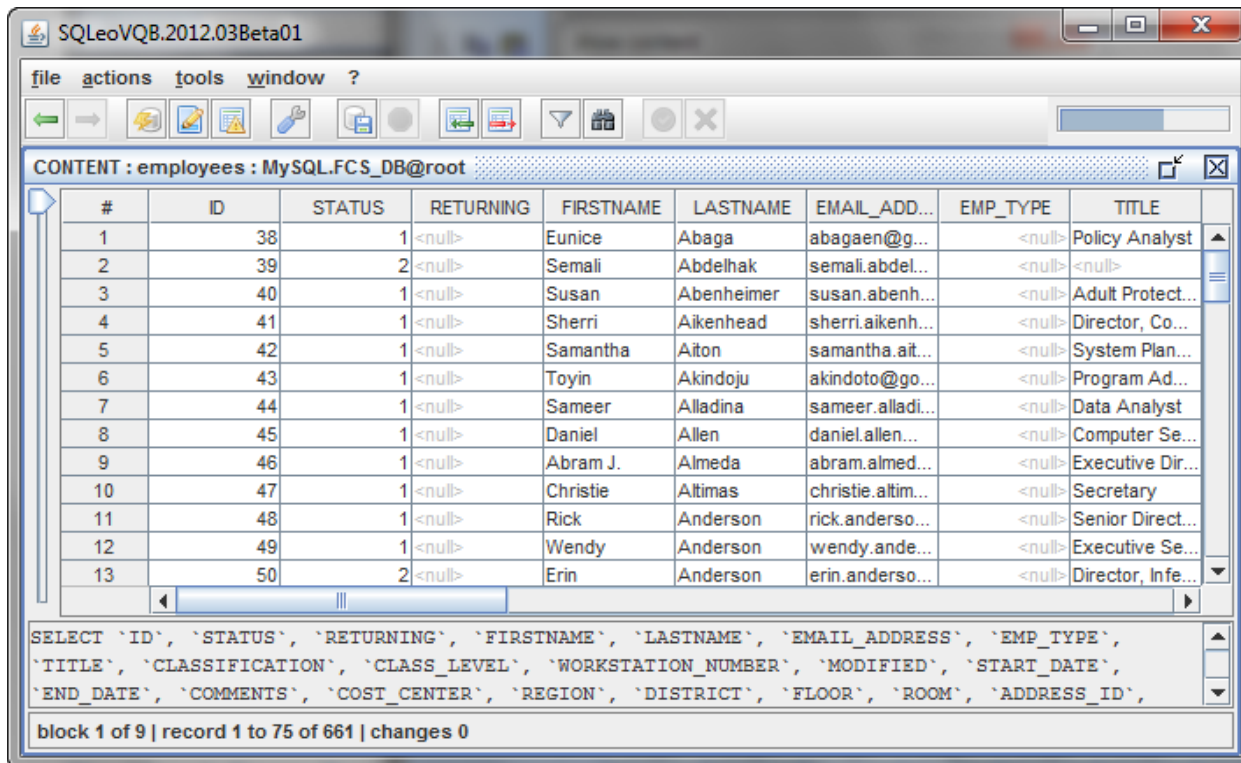 SQLeoVQB.2012.03Beta01
file actions tools window ?
CONTENT : employees : MySQL.FCS_DB@root
# ID STATUS RETURNING FIRSTNAME LASTNAME EMAIL_ADD... EMP_TYPE TITLE
1 38 1 <null> Eunice Abaga abagaen@g... <null> Policy Analyst
2 39 2 <null> Semali Abdelhak semali.abdel... <null> <null>
3 40 1 <null> Susan Abenheimer susan.abenh... <null> Adult Protect...
4 41 1 <null> Sherri Aikenhead sherri.aikenh... <null> Director, Co...
5 42 1 <null> Samantha Aiton samantha.ait... <null> System Plan...
6 43 1 <null> Toyin Akindoju akindoto@go... <null> Program Ad...
7 44 1 <null> Sameer Alladina sameer.alladi... <null> Data Analyst
8 45 1 <null> Daniel Allen daniel.allen... <null> Computer Se...
9 46 1 <null> Abram J. Almeda abram.almed... <null> Executive Dir...
10 47 1 <null> Christie Altimas christie.altim... <null> Secretary
11 48 1 <null> Rick Anderson rick.anderso... <null> Senior Direct...
12 49 1 <null> Wendy Anderson wendy.ande... <null> Executive Se...
13 50 2 <null> Erin Anderson erin.anderso... <null> Director, Infe...
SELECT `ID`, `STATUS`, `RETURNING`, `FIRSTNAME`, `LASTNAME`, `EMAIL_ADDRESS`, `EMP_TYPE`,
`TITLE`, `CLASSIFICATION`, `CLASS_LEVEL`, `WORKSTATION_NUMBER`, `MODIFIED`, `START_DATE`,
`END_DATE`, `COMMENTS`, `COST_CENTER`, `REGION`, `DISTRICT`, `FLOOR`, `ROOM`, `ADDRESS_ID`,
block 1 of 9 | record 1 to 75 of 661 | changes 0